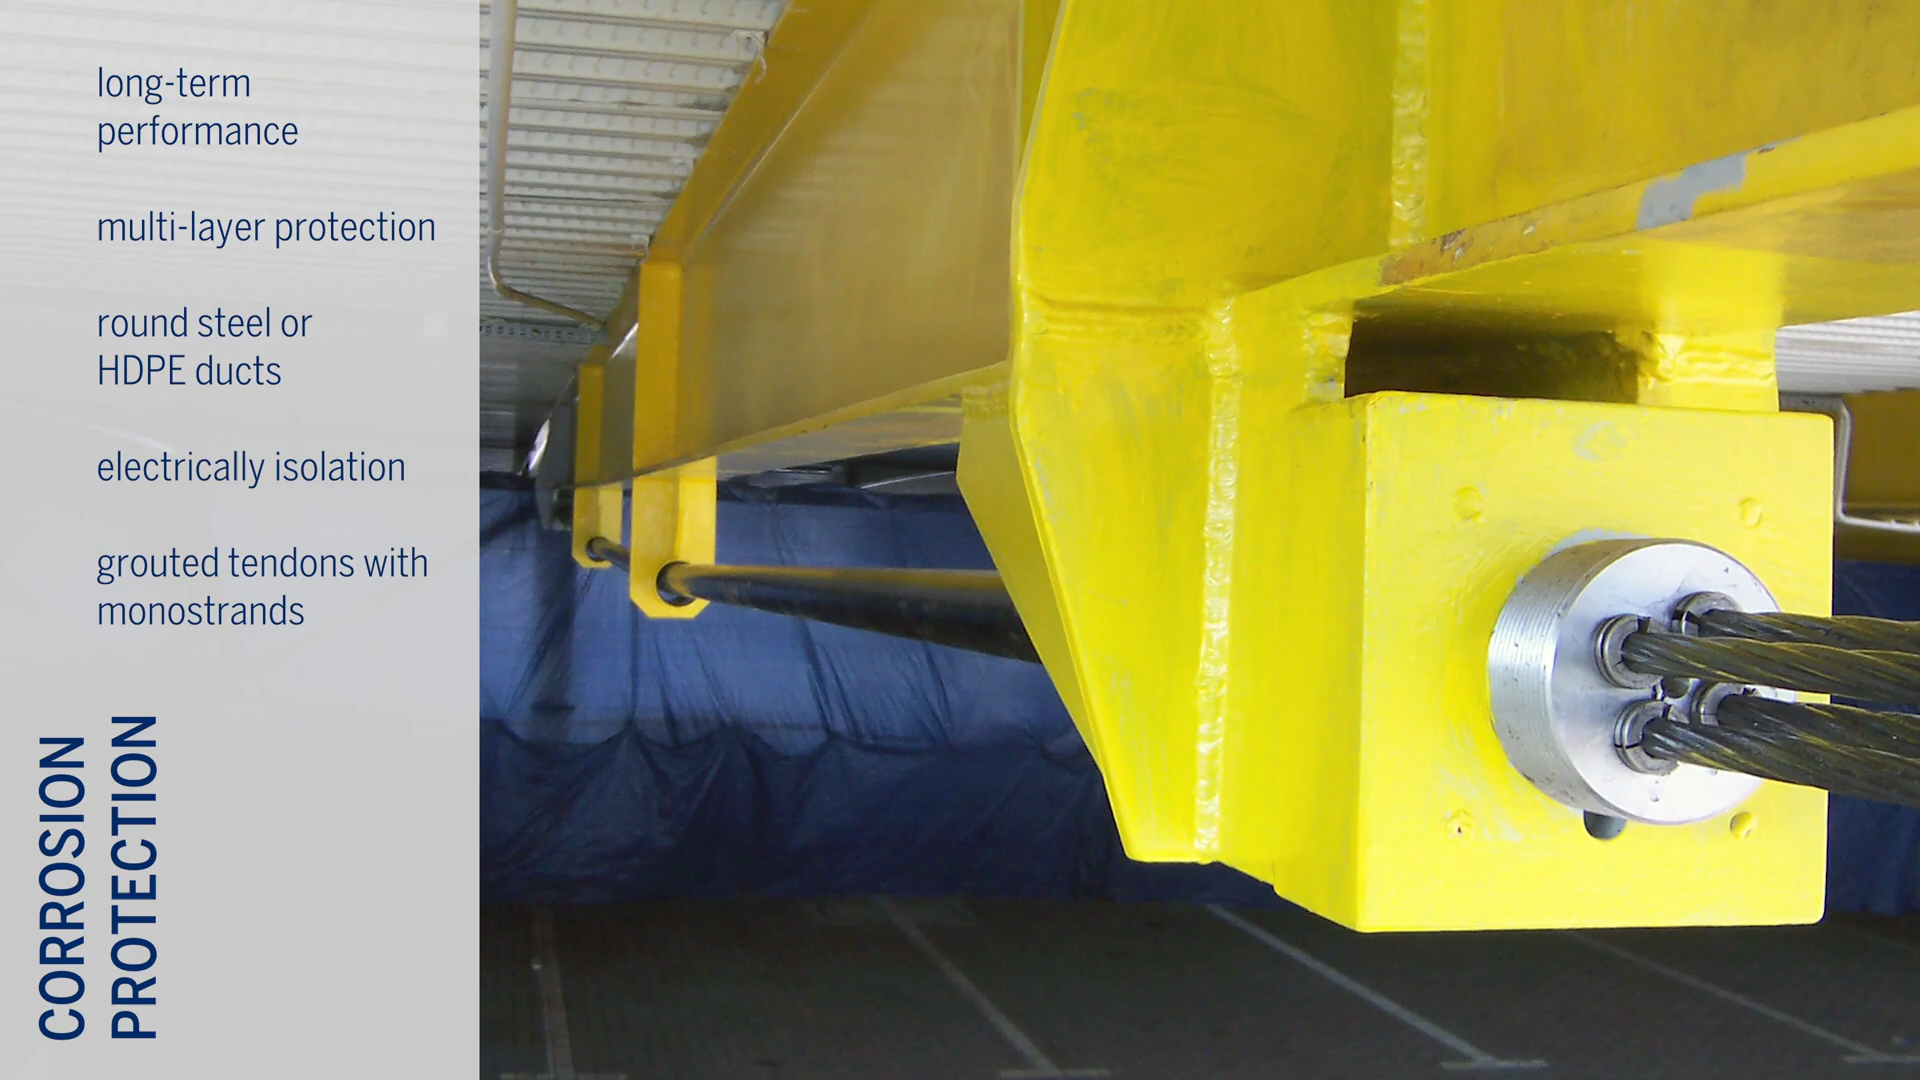 long-term
performance
multi-layer protection
round steel or
HDPE ducts
electrically isolation
grouted tendons with
monostrands
CORROSION
PROTECTION